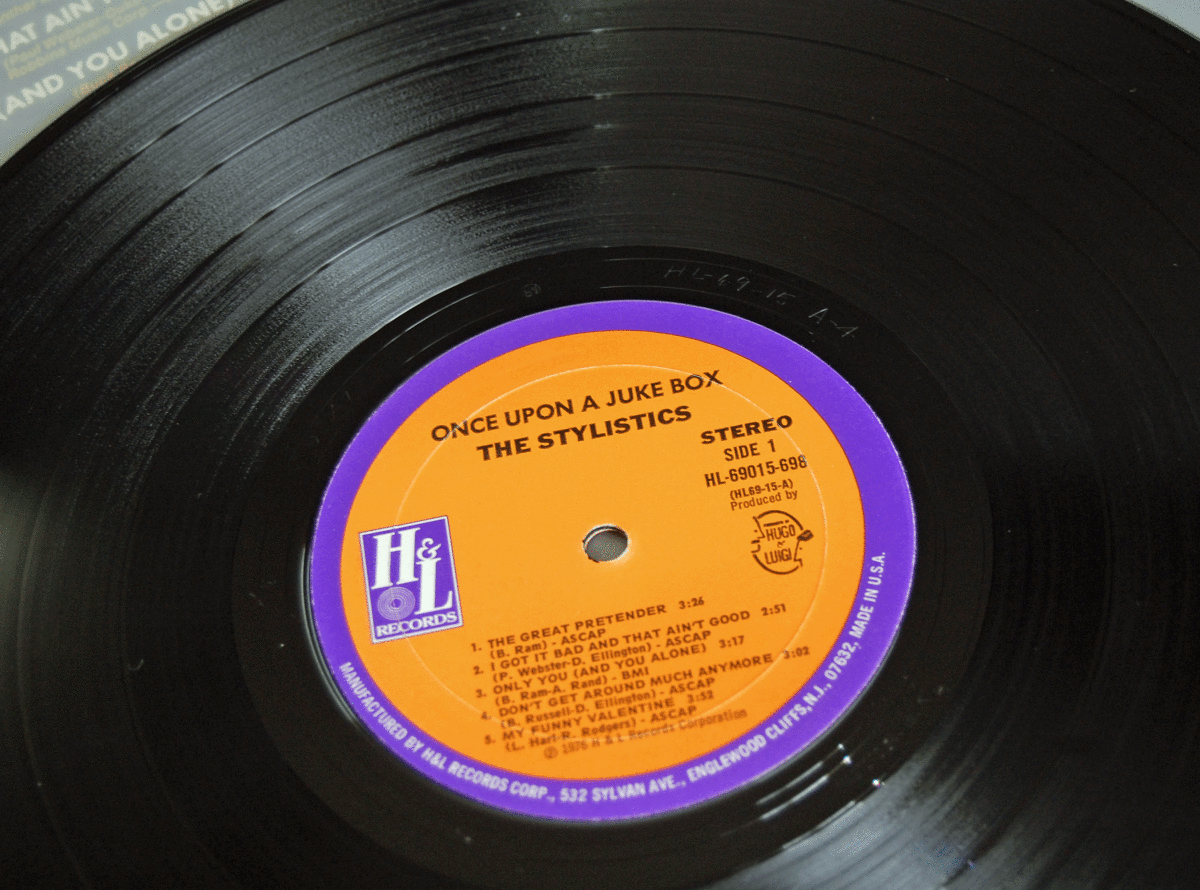 HAT AIN'T
(AND YOU ALONE)
HL-69-15 A-4
ONCE UPON A JUKE BOX
THE STYLISTICS
STEREO
SIDE 1
HL-69015-698
(HL69-15-A)
Produced by
HUGO
&
LUIGI
H&L
RECORDS
1. THE GREAT PRETENDER 3:26
(B. Ram) - ASCAP
2. I GOT IT BAD AND THAT AIN'T GOOD 2:51
(P. Webster-D. Ellington) - ASCAP
3. ONLY YOU (AND YOU ALONE) 3:17
(B. Ram-A. Rand) - BMI
4. DON'T GET AROUND MUCH ANYMORE 3:02
(B. Russell-D. Ellington) - ASCAP
5. MY FUNNY VALENTINE 3:52
(L. Hart-R. Rodgers) - ASCAP
℗ 1976 H & L Records Corporation
MANUFACTURED BY H&L RECORDS CORP., 532 SYLVAN AVE., ENGLEWOOD CLIFFS, N.J., 07632, MADE IN U.S.A.